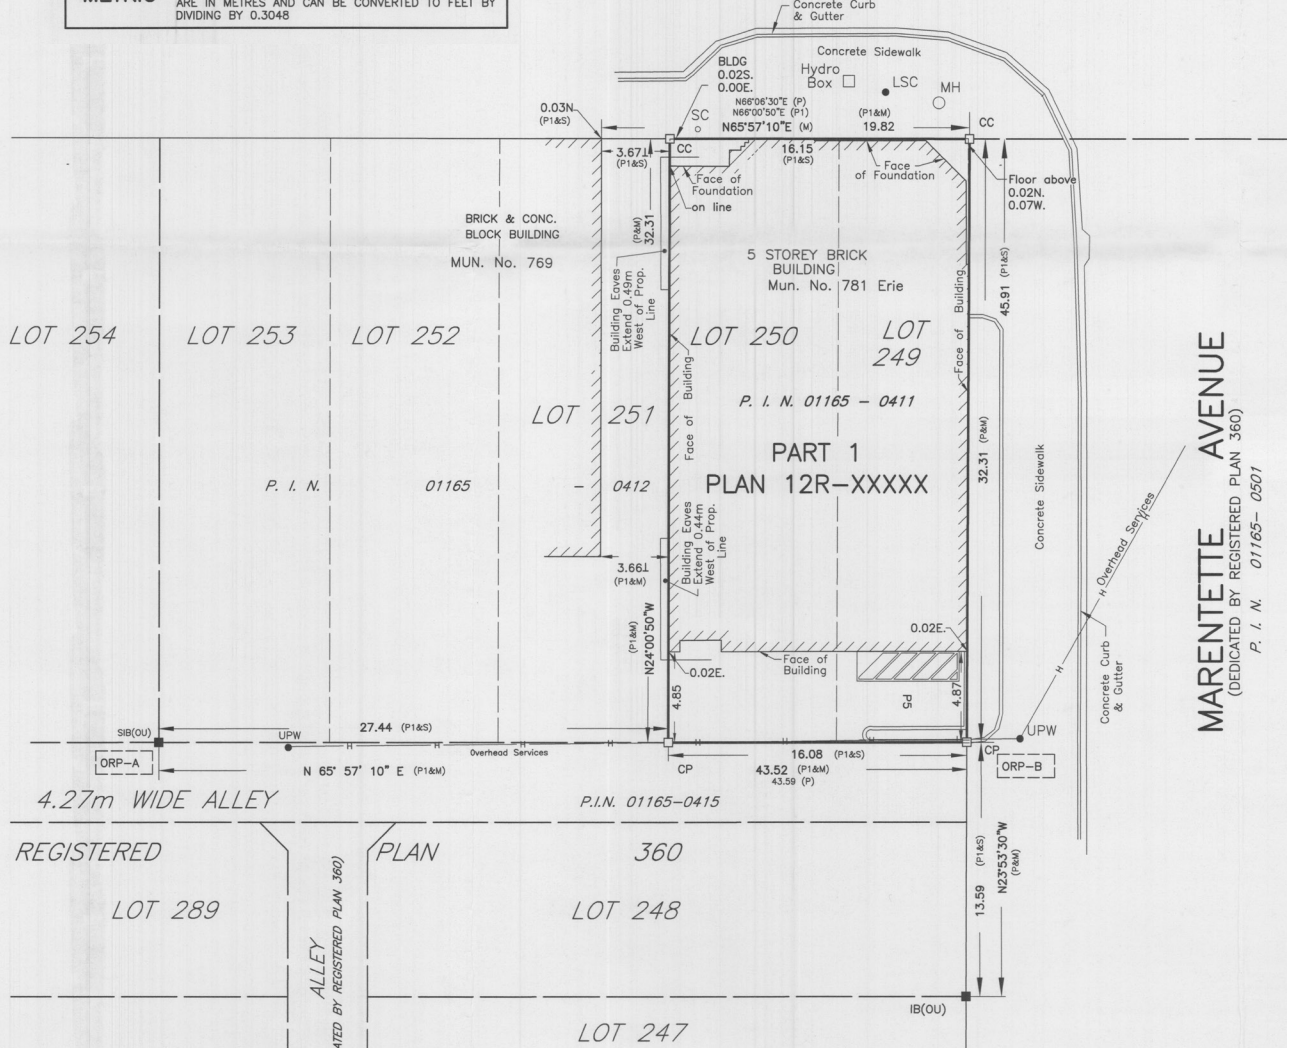 METRIC
ARE IN METRES AND CAN BE CONVERTED TO FEET BY
DIVIDING BY 0.3048
Concrete Curb
& Gutter
Concrete Sidewalk
BLDG
0.02S.
0.00E.
Hydro
Box
LSC
MH
0.03N.
(P1&S)
SC
N66°06'30"E (P)
N66°00'50"E (P1)
N65°57'10"E (M)
(P1&M)
19.82
CC
3.67⊥
(P1&S)
CC
16.15
(P1&S)
Face of
Foundation
on line
Face
of Foundation
Floor above
0.02N.
0.07W.
(P&M)
32.31
45.91 (P1&S)
BRICK & CONC.
BLOCK BUILDING
MUN. No. 769
5 STOREY BRICK
BUILDING
Mun. No. 781 Erie
Building Eaves
Extend 0.49m
West of Prop.
Line
Face of Building
LOT 254
LOT 253
LOT 252
LOT 250
LOT
249
Face of Building
LOT 251
P. I. N. 01165 - 0411
PART 1
PLAN 12R-XXXXX
P. I. N. 01165 - 0412
32.31 (P&M)
Concrete Sidewalk
MARENTETTE AVENUE
(DEDICATED BY REGISTERED PLAN 360)
P. I. N. 01165- 0501
H Overhead Services H
H
Building Eaves
Extend 0.44m
West of Prop.
Line
3.66⊥
(P1&M)
(P1&M)
N24°00'50"W
0.02E.
0.02E.
Face of
Building
4.85
4.87
P5
Concrete Curb
& Gutter
27.44 (P1&S)
SIB(OU)
UPW
H
Overhead Services
H
H
H
H
H
UPW
CP
ORP-A
N 65° 57' 10" E (P1&M)
CP
16.08 (P1&S)
43.52 (P1&M)
43.59 (P)
ORP-B
4.27m WIDE ALLEY
P.I.N. 01165-0415
REGISTERED PLAN 360
13.59 (P1&S)
N23°53'30"W
(P&M)
LOT 289
LOT 248
ALLEY
ATED BY REGISTERED PLAN 360)
IB(OU)
LOT 247